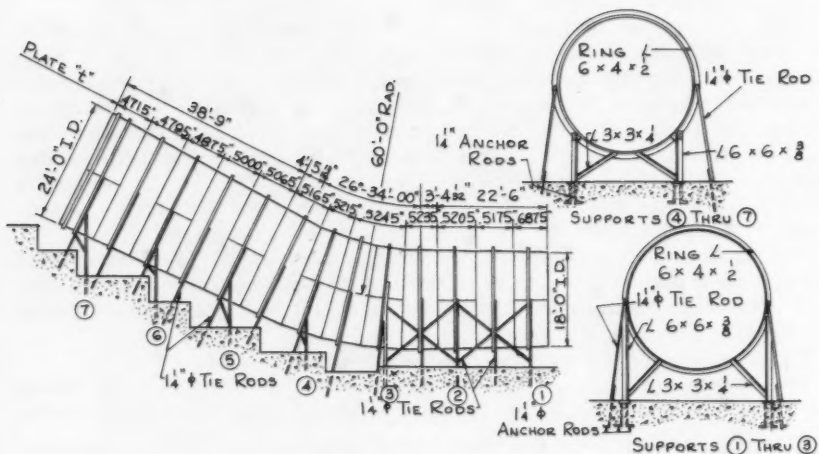 PLATE "t"
38'-9"
.4715" .4795" .4875" .5000" .5065" .5165" .5215" .5245" .5235" .5205" .5175" .6875"
26°-34'-00" 3'-4 9/32" 22'-6"
60'-0" RAD.
24'-0" I.D.
18'-0" I.D.
⑦
⑥
⑤
④
③
②
①
1 1/4" φ TIE RODS
1 1/4" φ TIE RODS
1 1/4" φ
ANCHOR RODS
RING L
6 × 4 × 1/2
1 1/4" φ TIE ROD
1 1/4" ANCHOR
RODS
L 3 × 3 × 1/4
L 6 × 6 × 3/8
SUPPORTS ④ THRU ⑦
RING L
6 × 4 × 1/2
1 1/4" φ TIE ROD
L 6 × 6 × 3/8
L 3 × 3 × 1/4
SUPPORTS ① THRU ③